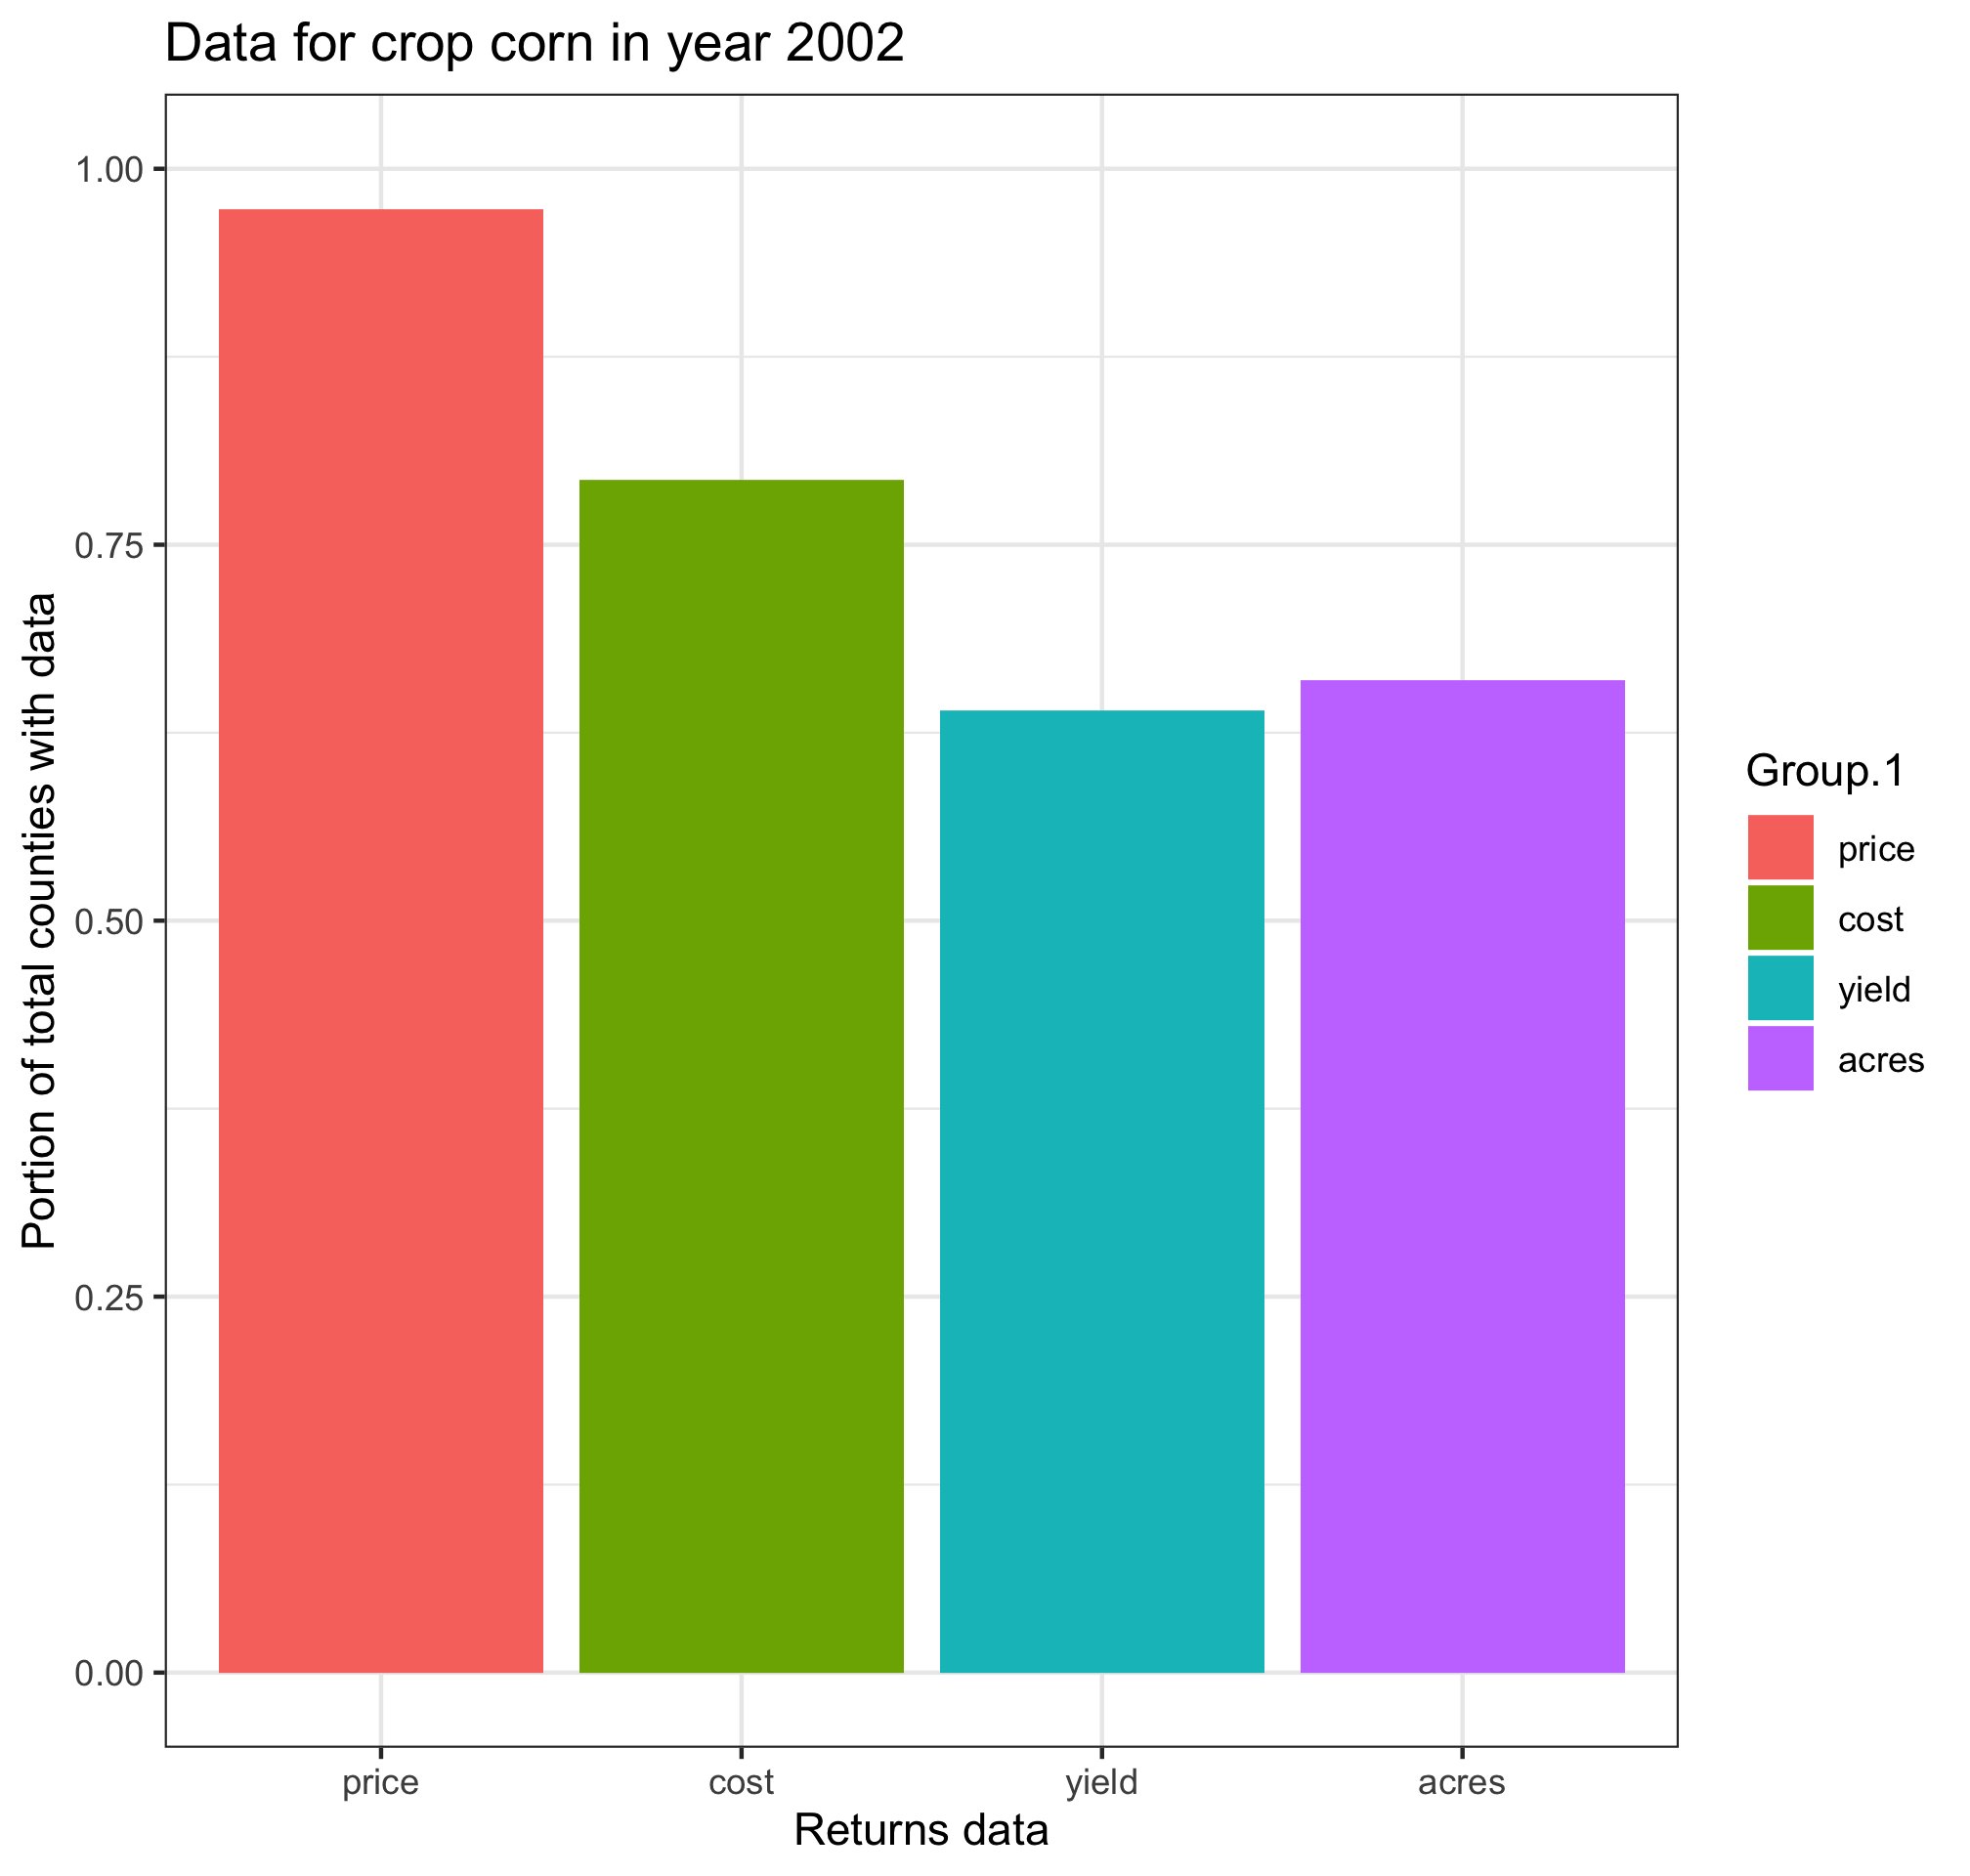 Data for crop corn in year 2002
Portion of total counties with data
1.00
0.75
0.50
0.25
0.00
price
cost
yield
acres
Returns data
Group.1
price
cost
yield
acres